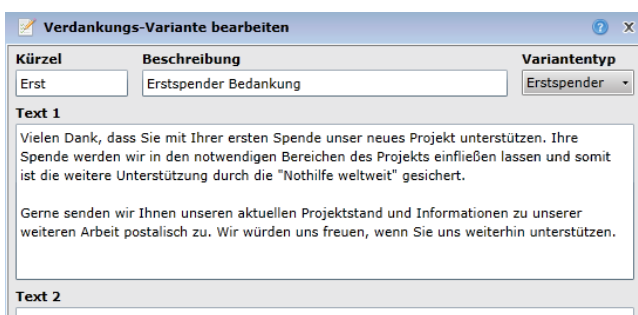 Verdankungs-Variante bearbeiten
? X
Kürzel Beschreibung Variantentyp
Erst Erstspender Bedankung Erstspender
Text 1
Vielen Dank, dass Sie mit Ihrer ersten Spende unser neues Projekt unterstützen. Ihre
Spende werden wir in den notwendigen Bereichen des Projekts einfließen lassen und somit
ist die weitere Unterstützung durch die "Nothilfe weltweit" gesichert.
Gerne senden wir Ihnen unseren aktuellen Projektstand und Informationen zu unserer
weiteren Arbeit postalisch zu. Wir würden uns freuen, wenn Sie uns weiterhin unterstützen.
Text 2